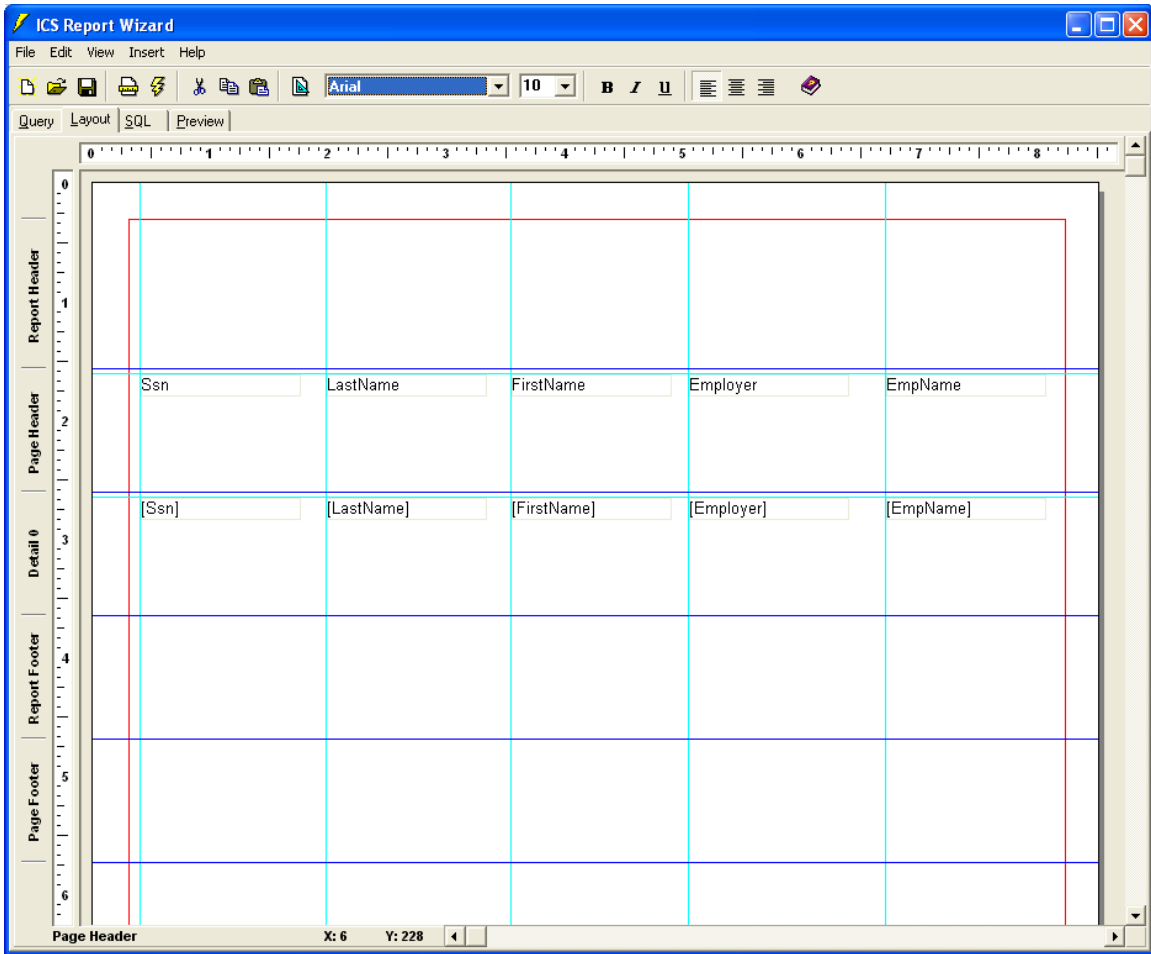 ICS Report Wizard
File Edit View Insert Help
Arial 10 B I U
Query Layout SQL Preview
0 1 2 3 4 5 6 7 8
0
Report Header
1
Ssn LastName FirstName Employer EmpName
Page Header
2
[Ssn] [LastName] [FirstName] [Employer] [EmpName]
Detail 0
3
Report Footer
4
Page Footer
5
6
Page Header X: 6 Y: 228